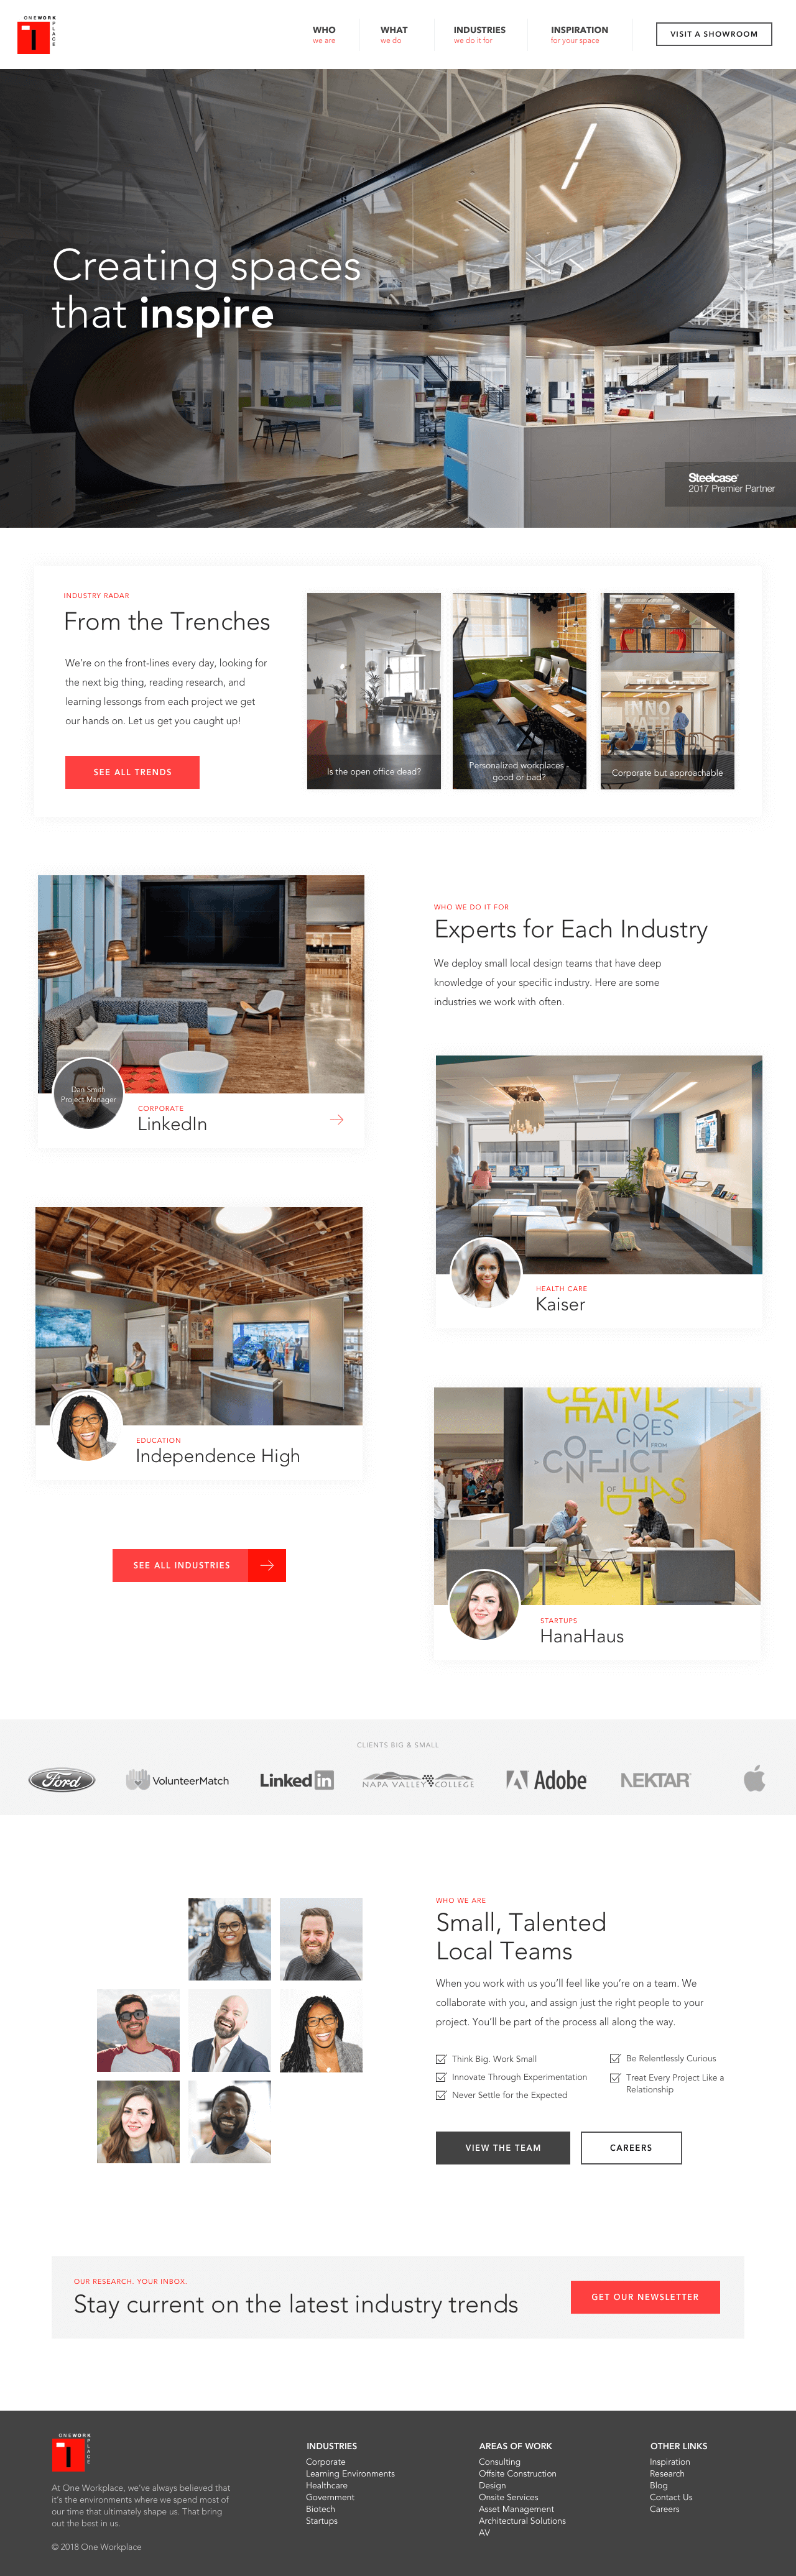 ONEWORK
PLACE
1
WHO
we are
WHAT
we do
INDUSTRIES
we do it for
INSPIRATION
for your space
VISIT A SHOWROOM
Creating spaces
that inspire
Steelcase
2017 Premier Partner
INDUSTRY RADAR
From the Trenches
We're on the front-lines every day, looking for
the next big thing, reading research, and
learning lessongs from each project we get
our hands on. Let us get you caught up!
SEE ALL TRENDS
Is the open office dead?
Personalized workplaces -
good or bad?
INNO
Corporate but approachable
WHO WE DO IT FOR
Experts for Each Industry
We deploy small local design teams that have deep
knowledge of your specific industry. Here are some
industries we work with often.
Dan Smith
Project Manager
CORPORATE
LinkedIn
HEALTH CARE
Kaiser
EDUCATION
Independence High
SEE ALL INDUSTRIES
OES
FROM
CONFLICT
OF
IDEAS
STARTUPS
HanaHaus
CLIENTS BIG & SMALL
Ford
VolunteerMatch
Linked in
NAPA VALLEY COLLEGE
Adobe
NEKTAR
WHO WE ARE
Small, Talented
Local Teams
When you work with us you'll feel like you're on a team. We
collaborate with you, and assign just the right people to your
project. You'll be part of the process all along the way.
Think Big. Work Small
Innovate Through Experimentation
Never Settle for the Expected
Be Relentlessly Curious
Treat Every Project Like a
Relationship
VIEW THE TEAM
CAREERS
OUR RESEARCH. YOUR INBOX.
Stay current on the latest industry trends
GET OUR NEWSLETTER
ONEWORK
PLACE
1
At One Workplace, we've always believed that
it's the environments where we spend most of
our time that ultimately shape us. That bring
out the best in us.
© 2018 One Workplace
INDUSTRIES
Corporate
Learning Environments
Healthcare
Government
Biotech
Startups
AREAS OF WORK
Consulting
Offsite Construction
Design
Onsite Services
Asset Management
Architectural Solutions
AV
OTHER LINKS
Inspiration
Research
Blog
Contact Us
Careers